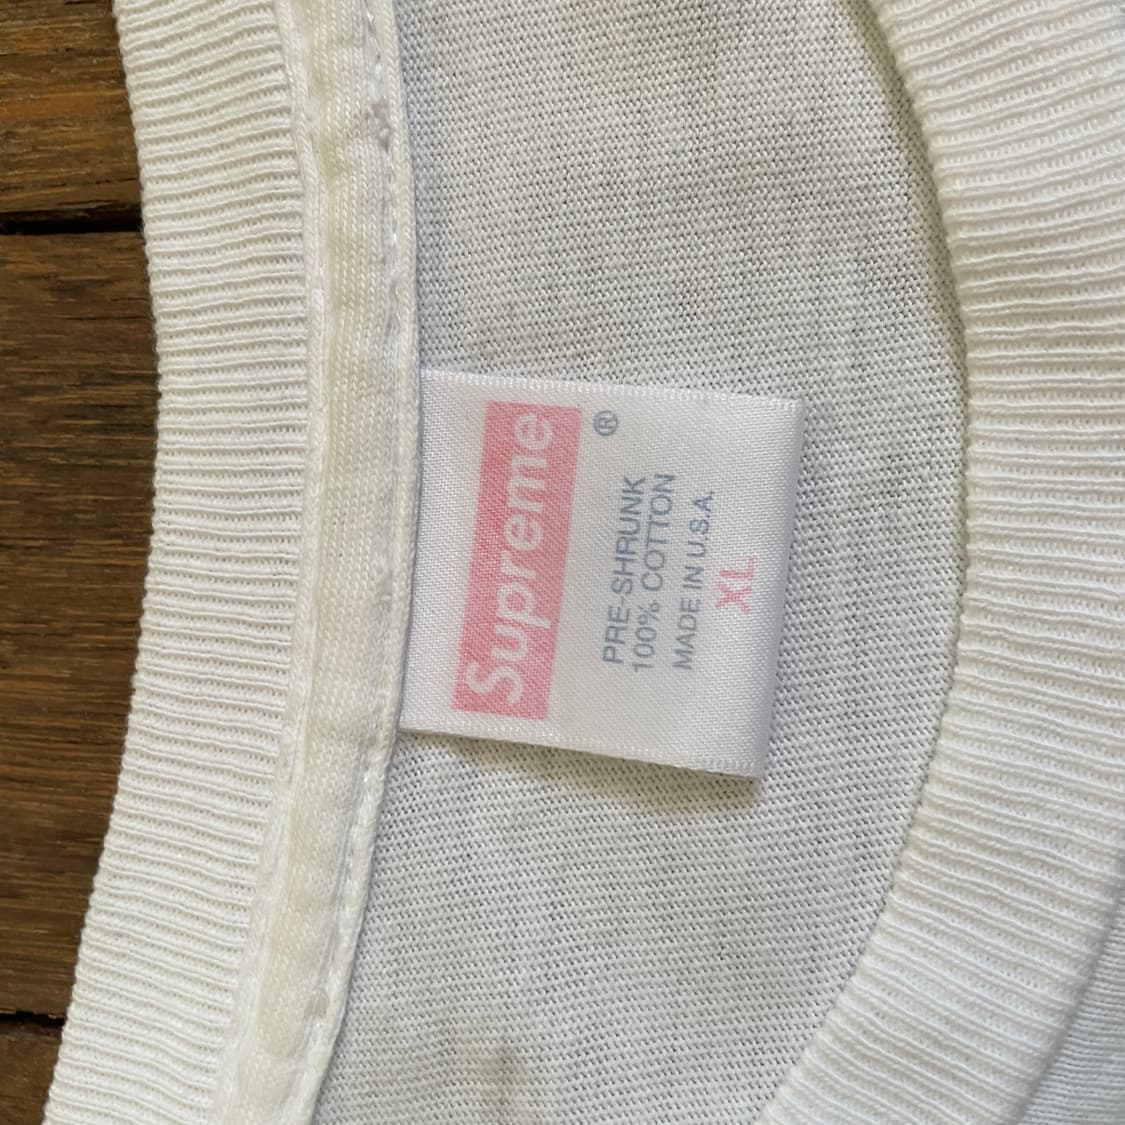 Supreme
®
PRE-SHRUNK
100% COTTON
MADE IN U.S.A.
XL